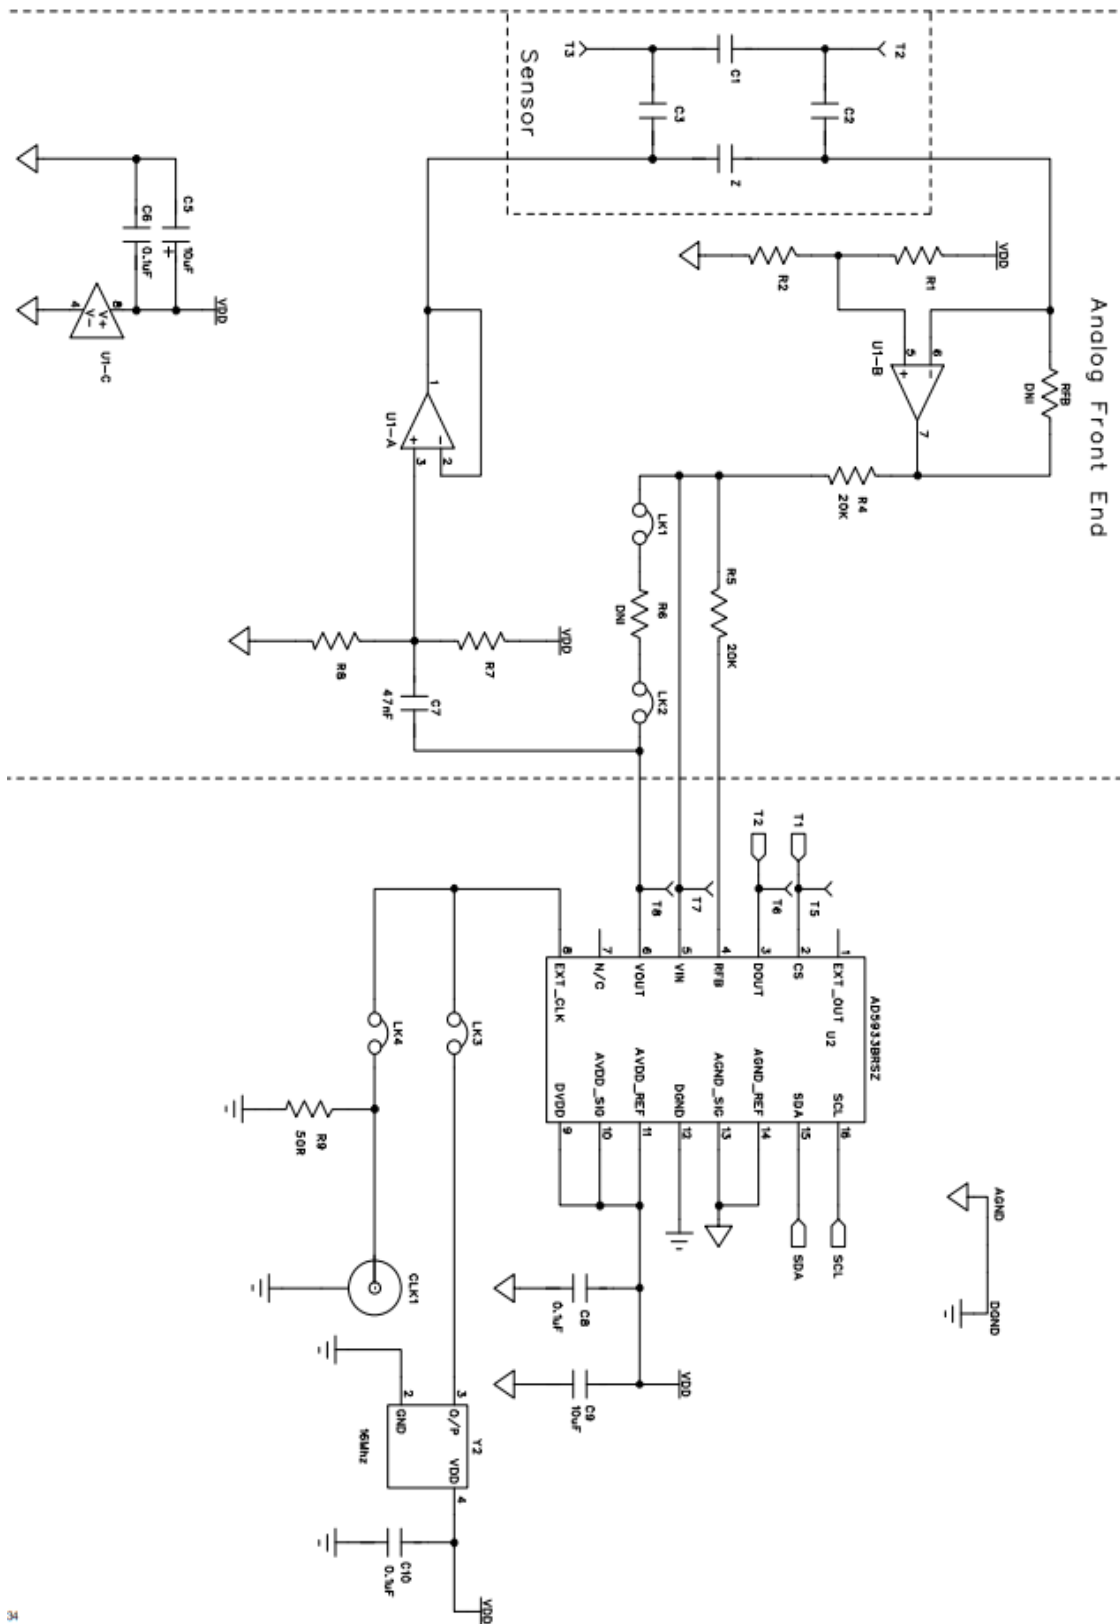 Analog Front End
Sensor
T3
T2
C1
C2
C3
Z
VDD
R1
R2
RFB
DNI
6
5
-
+
7
U1-B
R4
20K
R5
20K
LK1
R6
DNI
LK2
C5
10uF
+
C6
0.1uF
VDD
8
4
V+
V-
U1-C
1
U1-A
-
+
2
3
VDD
R7
R8
C7
47nF
T1
T2
T5
T6
T7
T8
AD5933BRSZ
U2
1
EXT_OUT
2
CS
3
DOUT
4
RFB
5
VIN
6
VOUT
7
N/C
8
EXT_CLK
SCL
16
SDA
15
AGND_REF
14
AGND_SIG
13
DGND
12
AVDD_REF
11
AVDD_SIG
10
DVDD
9
SCL
SDA
AGND
DGND
LK3
LK4
R9
50R
CLK1
C8
0.1uF
C9
10uF
VDD
Y2
3
O/P
2
GND
VDD
4
16Mhz
C10
0.1uF
VDD
34